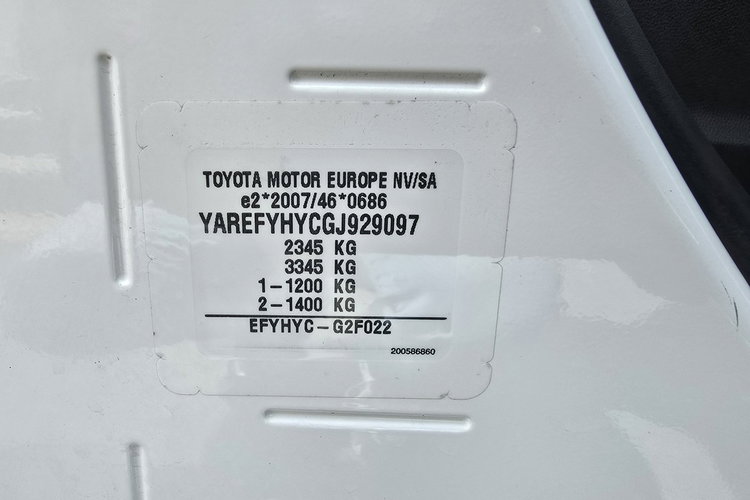 TOYOTA MOTOR EUROPE NV/SA
e2*2007/46*0686
YAREFYHYCGJ929097
2345 KG
3345 KG
1-1200 KG
2-1400 KG
EFYHYC-G2F022
200586860